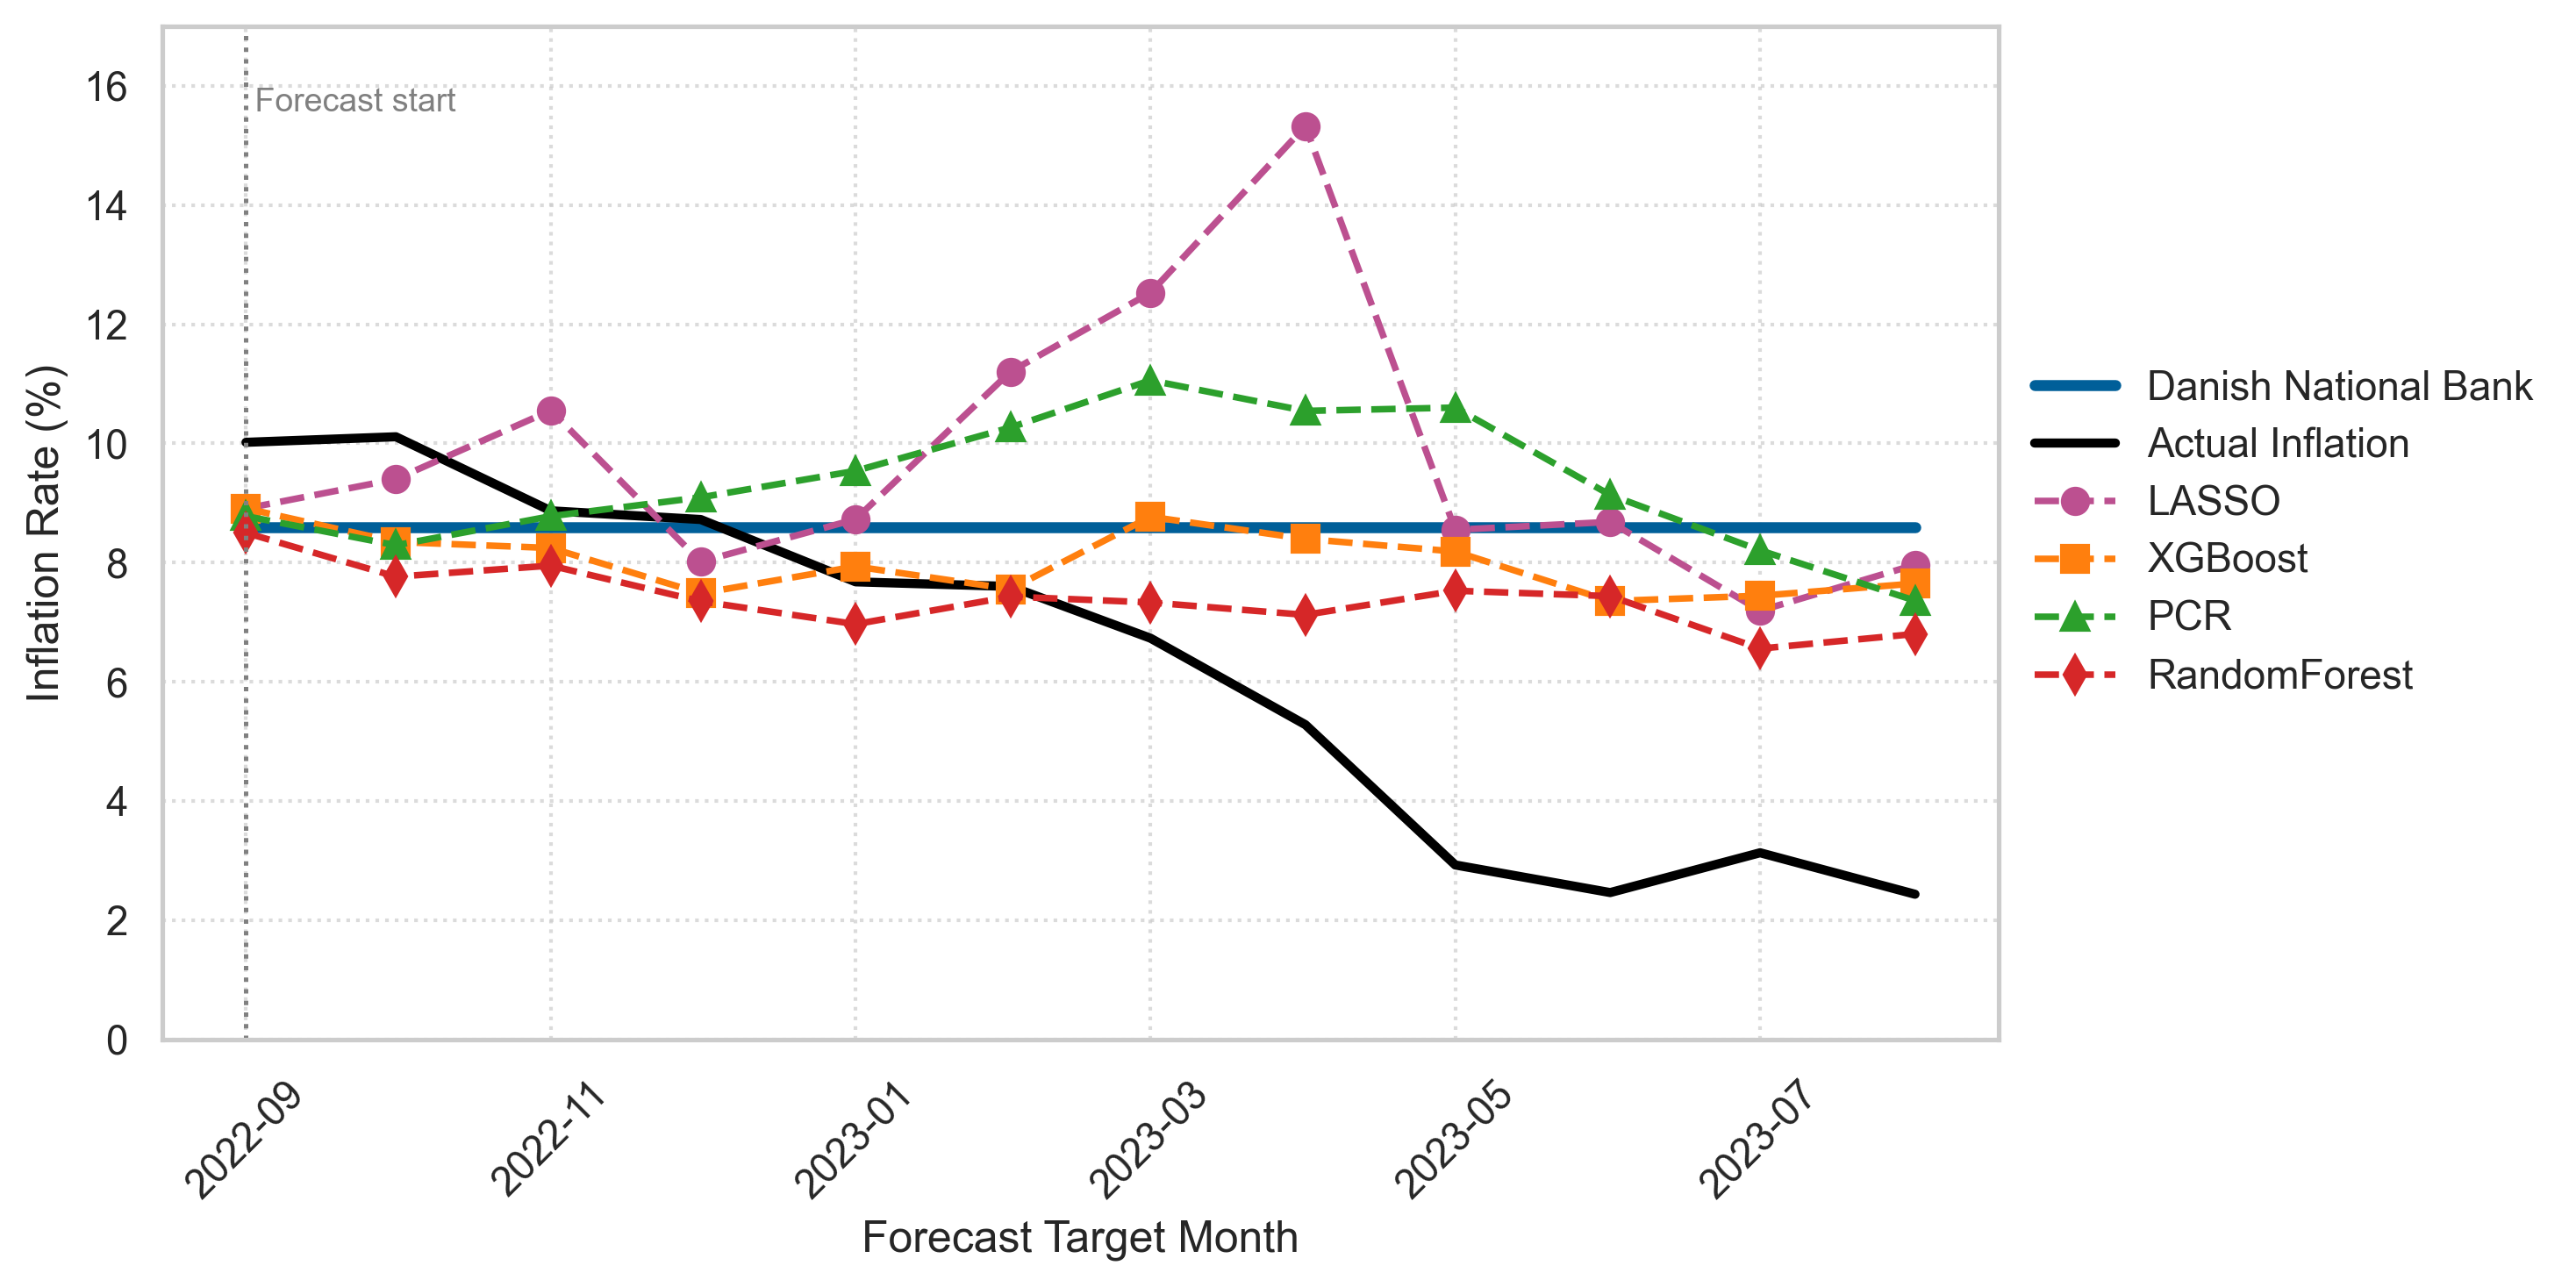 Inflation Rate (%)
16
14
12
10
8
6
4
2
0
Forecast start
2022-09
2022-11
2023-01
2023-03
2023-05
2023-07
Forecast Target Month
Danish National Bank
Actual Inflation
LASSO
XGBoost
PCR
RandomForest